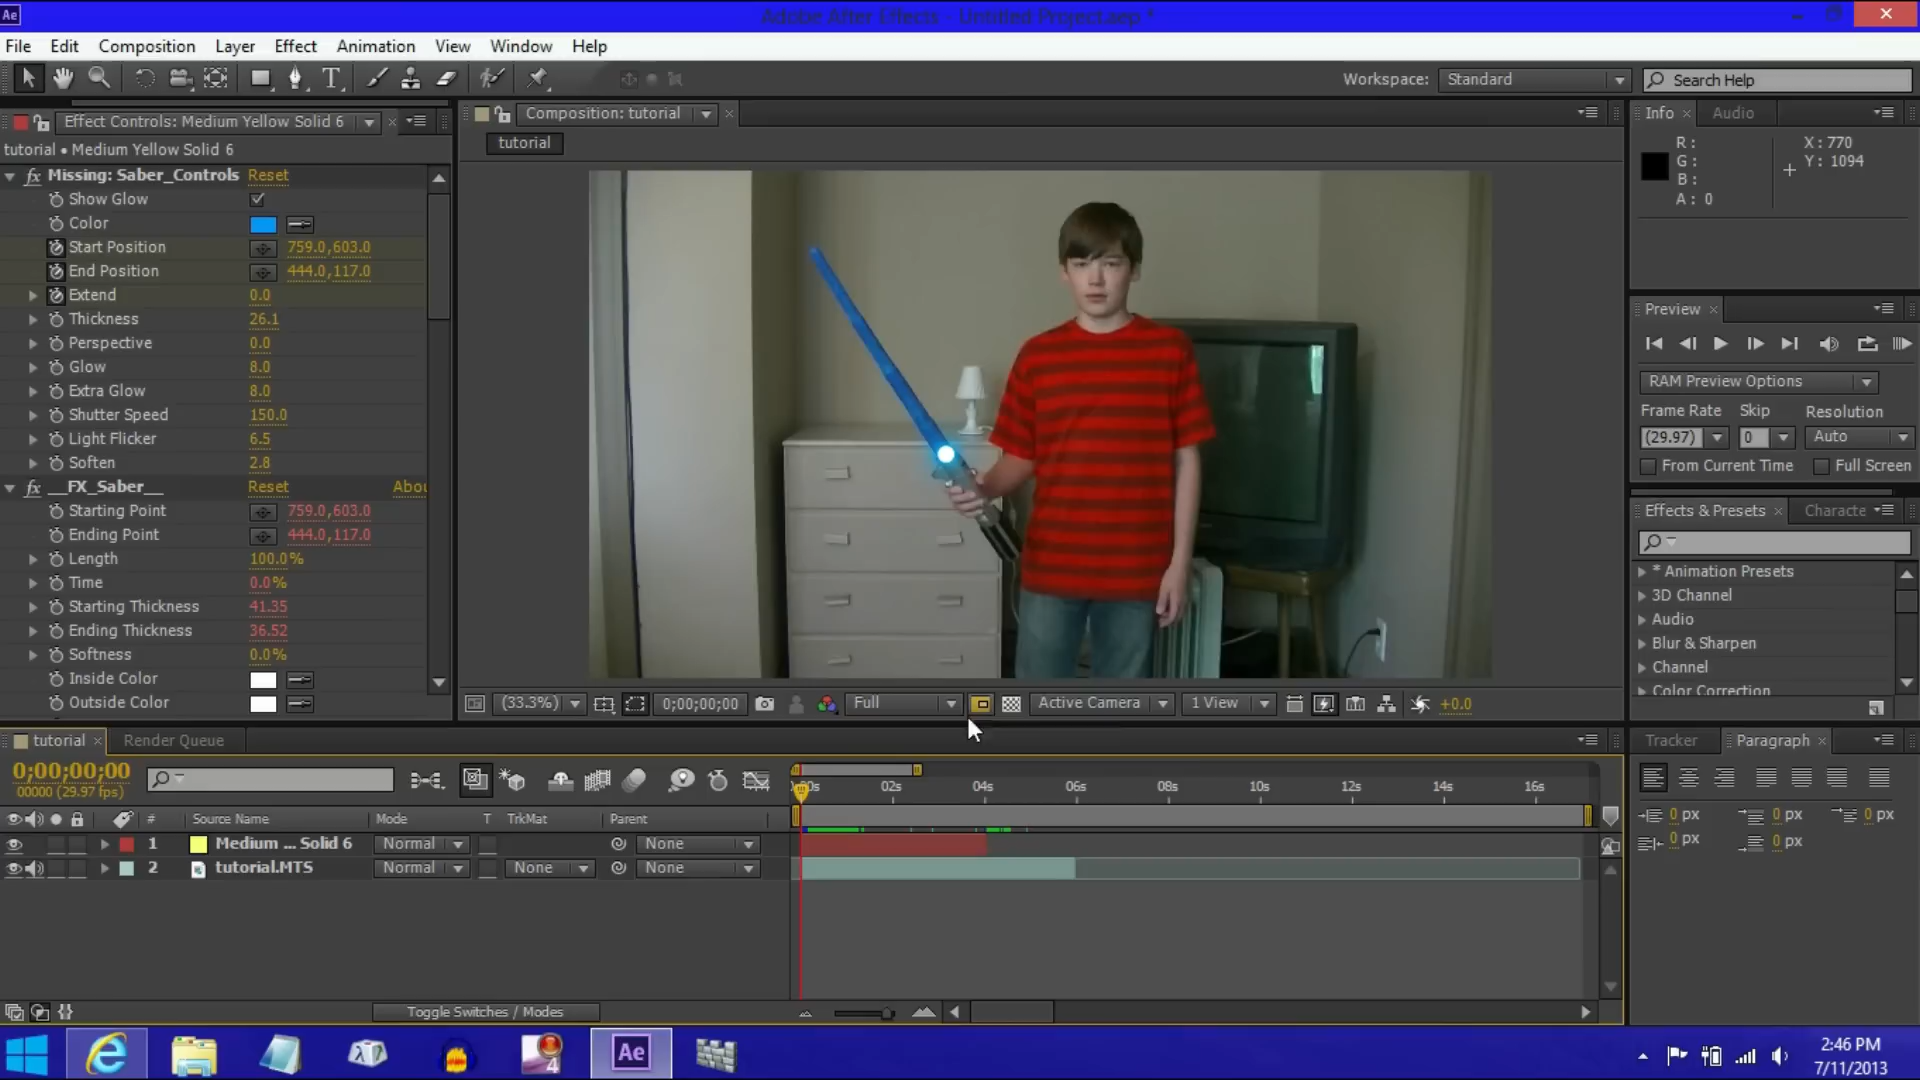 Ae
Adobe After Effects - Untitled Project.aep *
File Edit Composition Layer Effect Animation View Window Help
T
Workspace: Standard
Search Help
Effect Controls: Medium Yellow Solid 6
tutorial • Medium Yellow Solid 6
fx Missing: Saber_Controls Reset
Show Glow
Color
Start Position 759.0,603.0
End Position 444.0,117.0
Extend 0.0
Thickness 26.1
Perspective 0.0
Glow 8.0
Extra Glow 8.0
Shutter Speed 150.0
Light Flicker 6.5
Soften 2.8
fx __FX_Saber__ Reset Abou
Starting Point 759.0,603.0
Ending Point 444.0,117.0
Length 100.0%
Time 0.0%
Starting Thickness 41.35
Ending Thickness 36.52
Softness 0.0%
Inside Color
Outside Color
Composition: tutorial
tutorial
(33.3%) 0;00;00;00 Full Active Camera 1 View +0.0
Info Audio
R :
G :
B :
A : 0
X : 770
Y : 1094
Preview
RAM Preview Options
Frame Rate Skip Resolution
(29.97) 0 Auto
From Current Time Full Screen
Effects & Presets Characte
* Animation Presets
3D Channel
Audio
Blur & Sharpen
Channel
Color Correction
tutorial Render Queue
0;00;00;00
00000 (29.97 fps)
# Source Name Mode T TrkMat Parent
1 Medium ... Solid 6 Normal None
2 tutorial.MTS Normal None None
0s 02s 04s 06s 08s 10s 12s 14s 16s
Toggle Switches / Modes
Tracker Paragraph
0 px 0 px 0 px
0 px 0 px
4
Ae
2:46 PM
7/11/2013